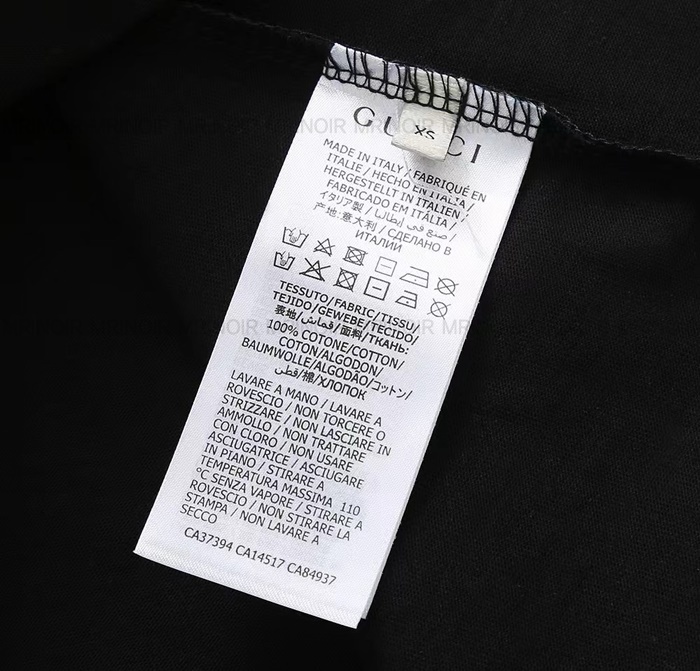 GUCCI
XS
MADE IN ITALY / FABRIQUÉ EN
ITALIE / HECHO EN ITALIA /
HERGESTELLT IN ITALIEN /
FABRICADO EM ITÁLIA /
イタリア製 / صنع في إيطاليا /
产地:意大利 / СДЕЛАНО В
ИТАЛИИ
TESSUTO/FABRIC/TISSU/
TEJIDO/GEWEBE/TECIDO/
表地/قماش/面料/ТКАНЬ:
100% COTONE/COTTON/
COTON/ALGODON/
BAUMWOLLE/ALGODÃO/コットン/
قطن/棉/ХЛОПОК
LAVARE A MANO / LAVARE A
ROVESCIO / NON TORCERE O
STRIZZARE / NON LASCIARE IN
AMMOLLO / NON TRATTARE
CON CLORO / NON USARE
ASCIUGATRICE / ASCIUGARE
IN PIANO / STIRARE A
TEMPERATURA MASSIMA 110
°C SENZA VAPORE / STIRARE A
ROVESCIO / NON STIRARE LA
STAMPA / NON LAVARE A
SECCO
CA37394 CA14517 CA84937
MRINOIR MRINOIR MRINOIR